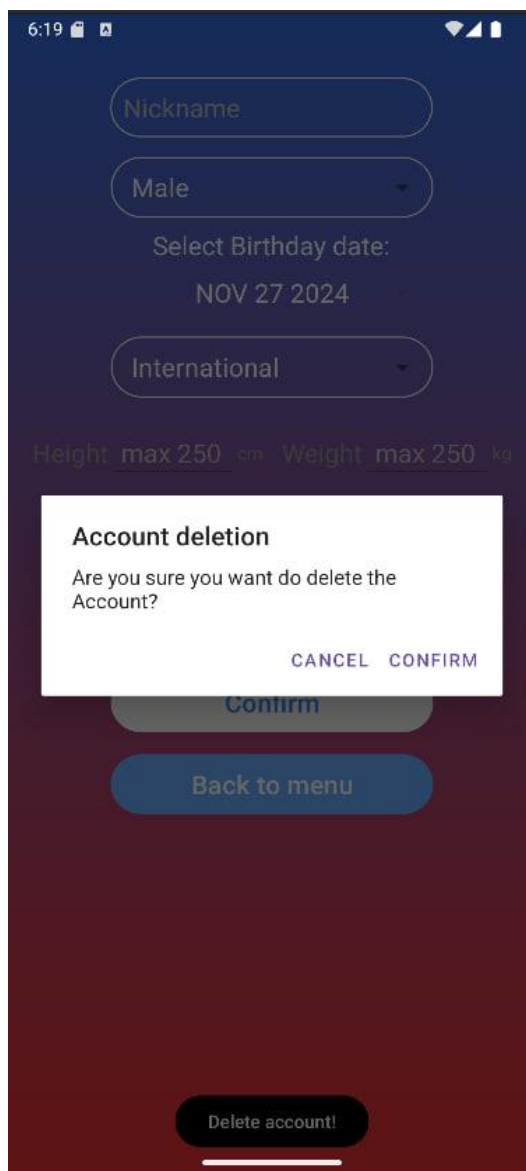 6:19
Nickname
Male
Select Birthday date:
NOV 27 2024
International
Height max 250 cm Weight max 250 kg
Account deletion
Are you sure you want do delete the
Account?
CANCEL CONFIRM
Confirm
Back to menu
Delete account!